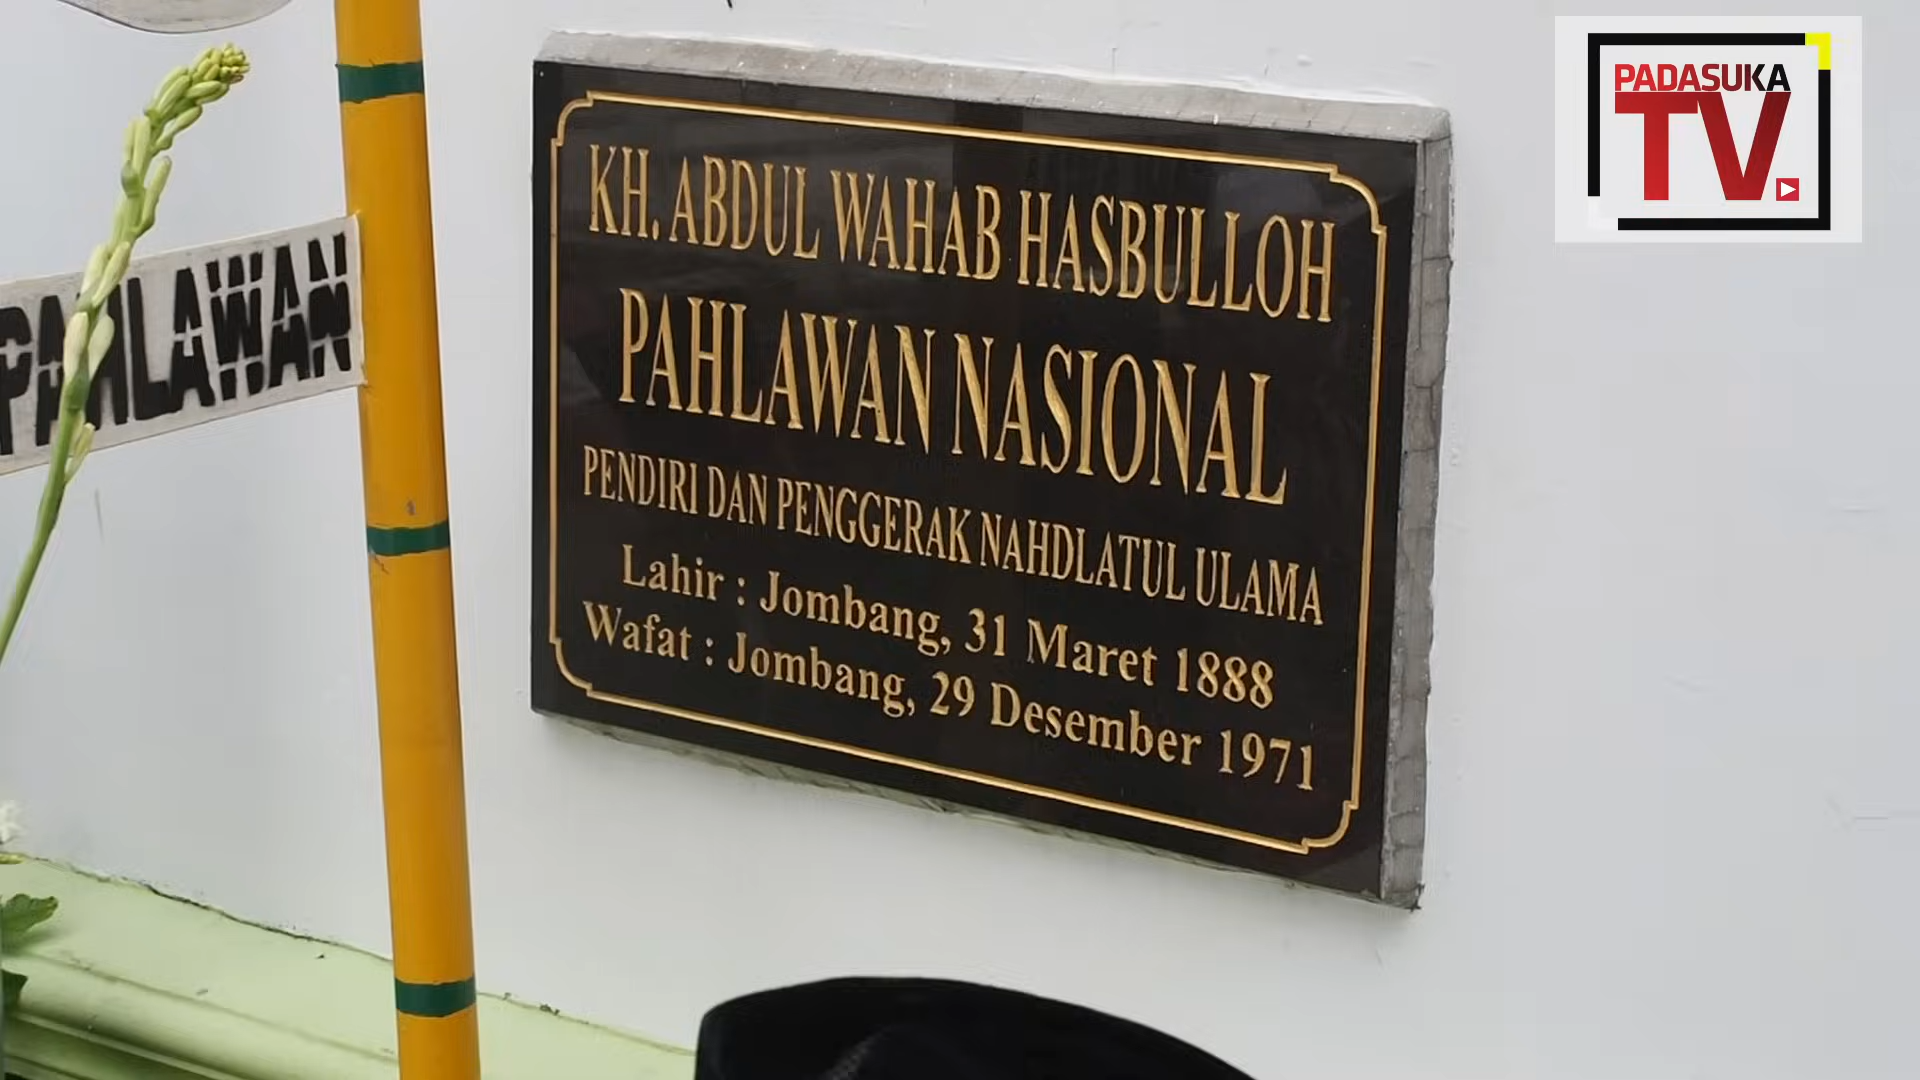 PADASUKA
TV
KH. ABDUL WAHAB HASBULLOH
PAHLAWAN NASIONAL
PENDIRI DAN PENGGERAK NAHDLATUL ULAMA
Lahir : Jombang, 31 Maret 1888
Wafat : Jombang, 29 Desember 1971
PAHLAWAN